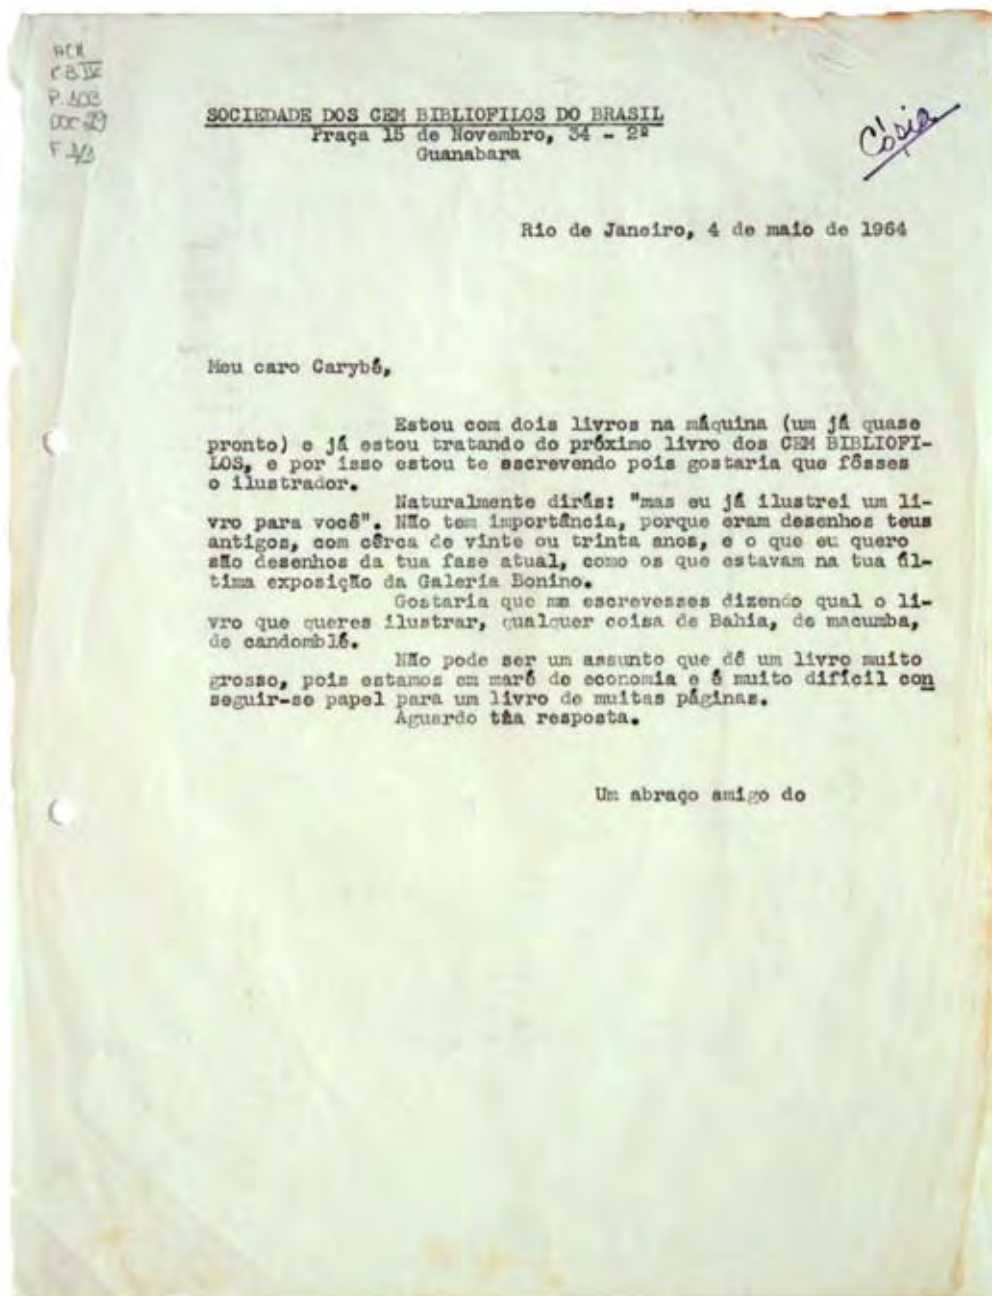 ACR
CB IV
P. 103
DOC 29
F 1/1
SOCIEDADE DOS CEM BIBLIOFILOS DO BRASIL
Praça 15 de Novembro, 34 - 2º
Guanabara
Cópia
Rio de Janeiro, 4 de maio de 1964
Meu caro Carybé,
Estou com dois livros na máquina (um já quase
pronto) e já estou tratando do próximo livro dos CEM BIBLIOFI-
LOS, e por isso estou te escrevendo pois gostaria que fôsses
o ilustrador.
Naturalmente dirás: "mas eu já ilustrei um li-
vro para você". Não tem importância, porque eram desenhos teus
antigos, com cêrca de vinte ou trinta anos, e o que eu quero
são desenhos da tua fase atual, como os que estavam na tua úl-
tima exposição da Galeria Bonino.
Gostaria que me escrevesses dizendo qual o li-
vro que queres ilustrar, qualquer coisa de Bahia, de macumba,
de candomblé.
Não pode ser um assunto que dê um livro muito
grosso, pois estamos em maré de economia e é muito difícil con
seguir-se papel para um livro de muitas páginas.
Aguardo tua resposta.
Um abraço amigo do